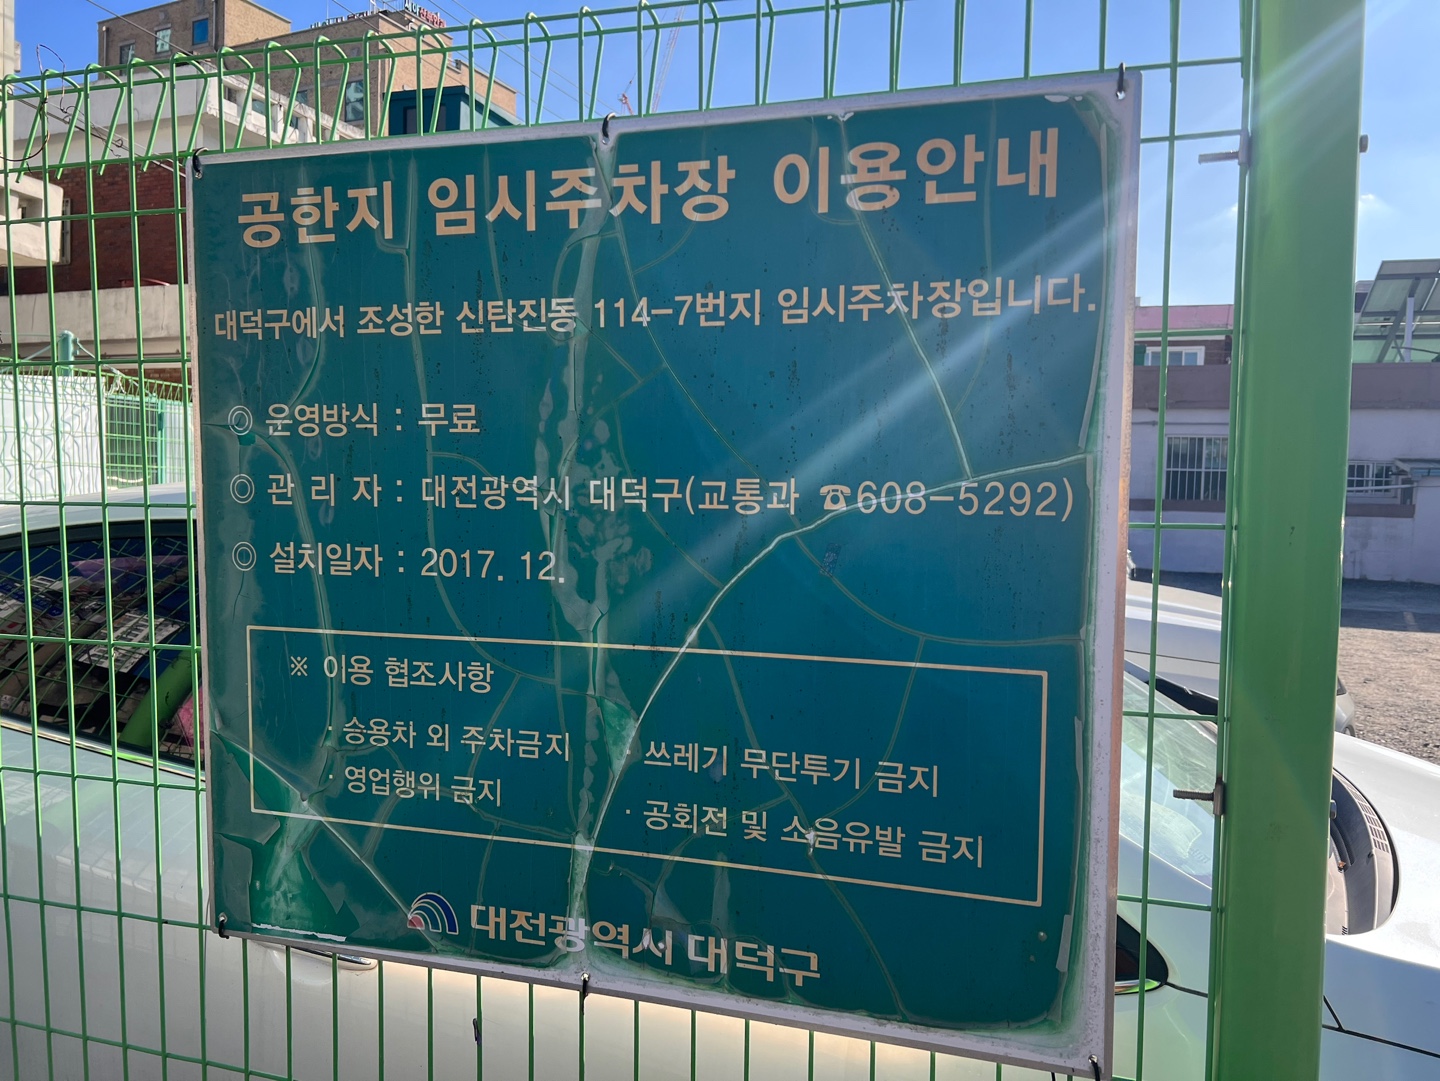 공한지 임시주차장 이용안내
대덕구에서 조성한 신탄진동 114-7번지 임시주차장입니다.
◎ 운영방식 : 무료
◎ 관 리 자 : 대전광역시 대덕구(교통과 ☎608-5292)
◎ 설치일자 : 2017. 12.
※ 이용 협조사항
· 승용차 외 주차금지
· 쓰레기 무단투기 금지
· 영업행위 금지
· 공회전 및 소음유발 금지
대전광역시 대덕구